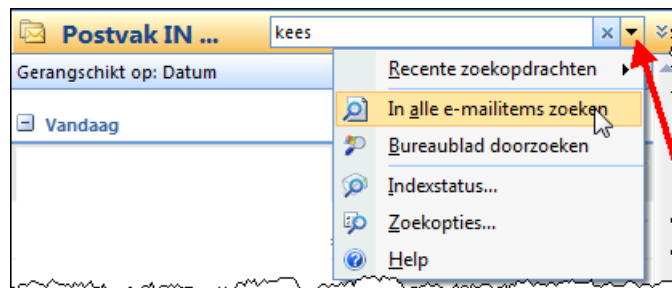 Postvak IN ... kees
Gerangschikt op: Datum
Vandaag
Recente zoekopdrachten
In alle e-mailitems zoeken
Bureaublad doorzoeken
Indexstatus...
Zoekopties...
Help